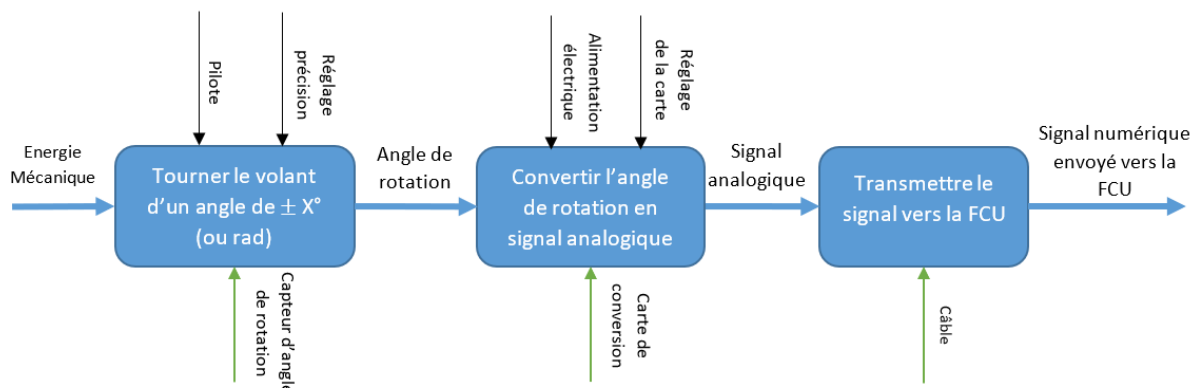 Pilote
Réglage
précision
Alimentation
électrique
Réglage
de la carte
Energie
Mécanique
Tourner le volant
d'un angle de ± X°
(ou rad)
Angle de
rotation
Convertir l'angle
de rotation en
signal analogique
Signal
analogique
Transmettre le
signal vers la FCU
Signal numérique
envoyé vers la
FCU
Capteur d'angle
de rotation
Carte de
conversion
Câble